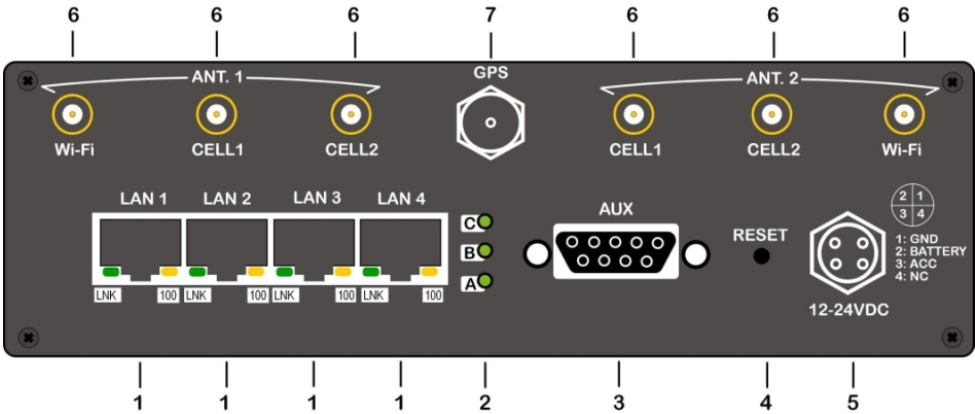 6 6 6 7 6 6 6
ANT. 1 GPS ANT. 2
Wi-Fi CELL1 CELL2 CELL1 CELL2 Wi-Fi
LAN 1 LAN 2 LAN 3 LAN 4
LNK 100 LNK 100 LNK 100 LNK 100
C
B
A
AUX
RESET
2 1
3 4
1: GND
2: BATTERY
3: ACC
4: NC
12-24VDC
1 1 1 1 2 3 4 5